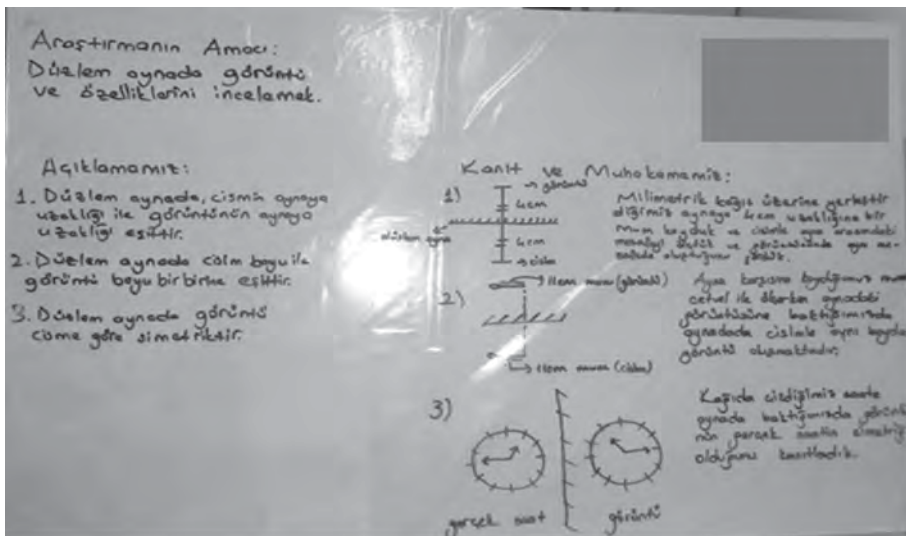 Araştırmanın Amacı:
Düzlem aynada görüntü
ve özelliklerini incelemek.
Açıklamamız:
1. Düzlem aynada, cismin aynaya
uzaklığı ile görüntünün aynaya
uzaklığı eşittir.
2. Düzlem aynada cisim boyu ile
görüntü boyu birbirine eşittir.
3. Düzlem aynada görüntü
cisme göre simetriktir.
Kanıt ve Muhakememiz:
1)
görüntü
4cm
düzlem ayna
4cm
cisim
Milimetrik kağıt üzerine yerleştir
diğimiz aynaya 4cm uzaklığına bir
mum koyduk ve cisimle ayna arasındaki
mesafeyi ölçtük ve görüntününde aynı me-
safede oluştuğunu gördük.
2)
11cm mum (görüntü)
11cm mum (cisim)
Ayna karşısına koyduğumuz mum
cetvel ile ölçerken aynadaki
görüntüsüne baktığımızda
aynadada cisimle aynı boyda
görüntü oluşmaktadır.
3)
gerçek saat
görüntü
Kağıda çizdiğimiz saate
aynada baktığımızda görüntü
nün gerçek saatin simetriği
olduğunu kanıtladık.